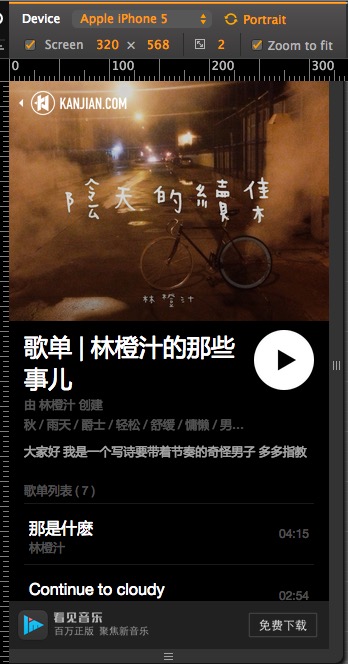 Device Apple iPhone 5 Portrait
Screen 320 × 568 2 Zoom to fit
0 100 200 300
KANJIAN.COM
陰天的續集
林橙汁
歌单 | 林橙汁的那些
事儿
由 林橙汁 创建
秋 / 雨天 / 爵士 / 轻松 / 舒缓 / 慵懒 / 男...
大家好 我是一个写诗要带着节奏的奇怪男子 多多指教
歌单列表 ( 7 )
那是什麽 04:15
林橙汁
Continue to cloudy 02:54
看见音乐
百万正版 聚焦新音乐
免费下载